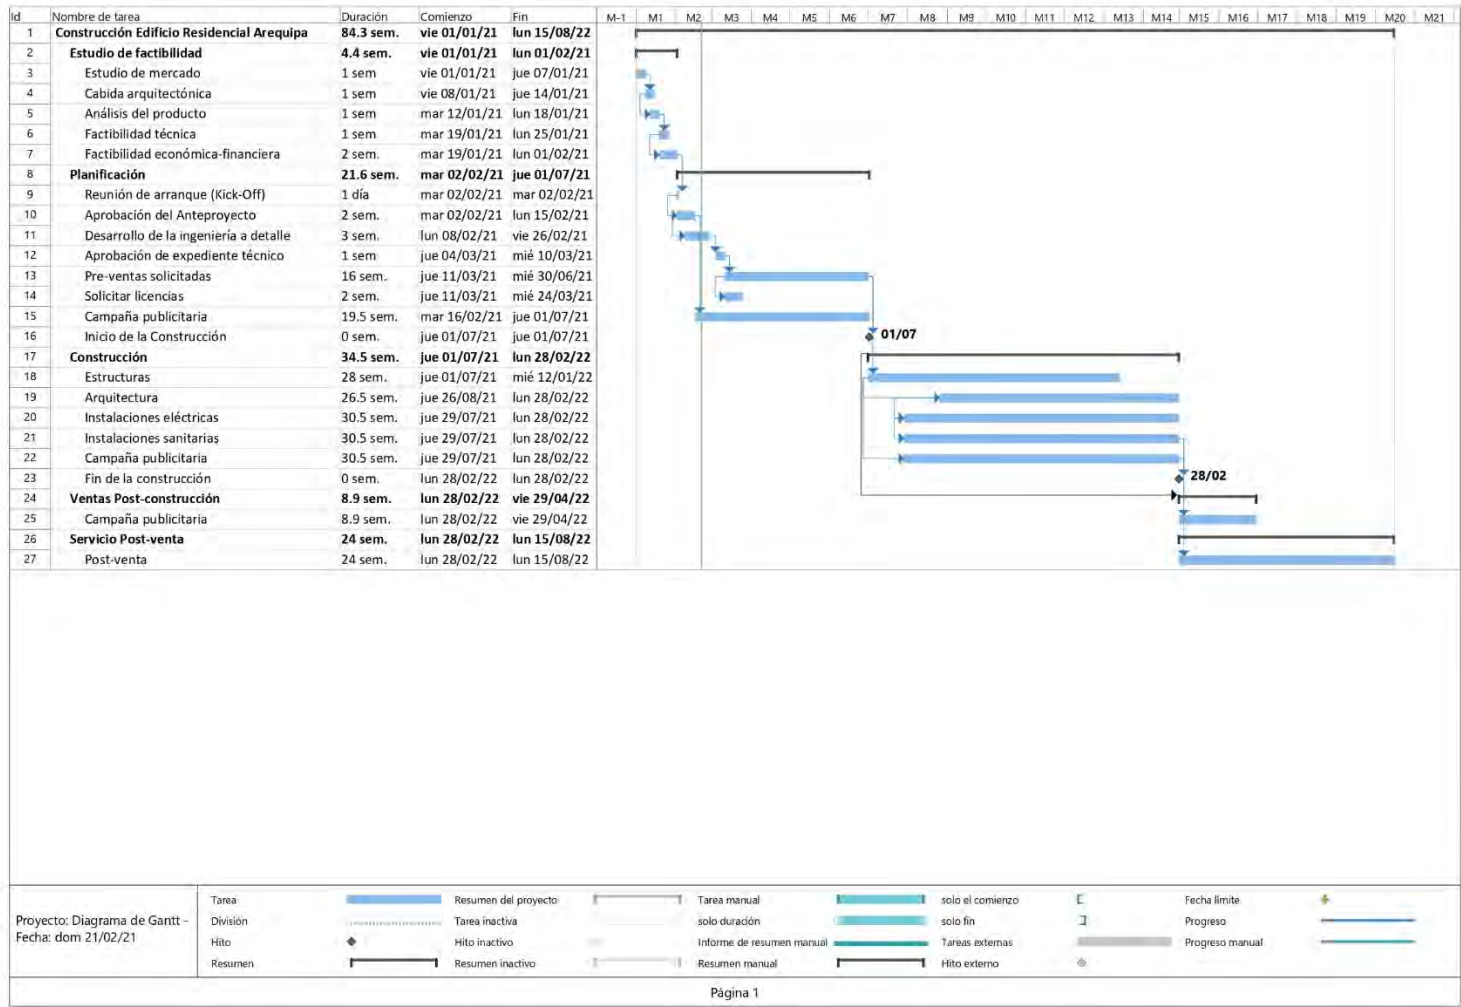 Id Nombre de tarea Duración Comienzo Fin M-1 M1 M2 M3 M4 M5 M6 M7 M8 M9 M10 M11 M12 M13 M14 M15 M16 M17 M18 M19 M20 M21
1 Construcción Edificio Residencial Arequipa 84.3 sem. vie 01/01/21 lun 15/08/22
2 Estudio de factibilidad 4.4 sem. vie 01/01/21 lun 01/02/21
3 Estudio de mercado 1 sem vie 01/01/21 jue 07/01/21
4 Cabida arquitectónica 1 sem vie 08/01/21 jue 14/01/21
5 Análisis del producto 1 sem mar 12/01/21 lun 18/01/21
6 Factibilidad técnica 1 sem mar 19/01/21 lun 25/01/21
7 Factibilidad económica-financiera 2 sem. mar 19/01/21 lun 01/02/21
8 Planificación 21.6 sem. mar 02/02/21 jue 01/07/21
9 Reunión de arranque (Kick-Off) 1 día mar 02/02/21 mar 02/02/21
10 Aprobación del Anteproyecto 2 sem. mar 02/02/21 lun 15/02/21
11 Desarrollo de la ingeniería a detalle 3 sem. lun 08/02/21 vie 26/02/21
12 Aprobación de expediente técnico 1 sem jue 04/03/21 mié 10/03/21
13 Pre-ventas solicitadas 16 sem. jue 11/03/21 mié 30/06/21
14 Solicitar licencias 2 sem. jue 11/03/21 mié 24/03/21
15 Campaña publicitaria 19.5 sem. mar 16/02/21 jue 01/07/21
16 Inicio de la Construcción 0 sem. jue 01/07/21 jue 01/07/21 01/07
17 Construcción 34.5 sem. jue 01/07/21 lun 28/02/22
18 Estructuras 28 sem. jue 01/07/21 mié 12/01/22
19 Arquitectura 26.5 sem. jue 26/08/21 lun 28/02/22
20 Instalaciones eléctricas 30.5 sem. jue 29/07/21 lun 28/02/22
21 Instalaciones sanitarias 30.5 sem. jue 29/07/21 lun 28/02/22
22 Campaña publicitaria 30.5 sem. jue 29/07/21 lun 28/02/22
23 Fin de la construcción 0 sem. lun 28/02/22 lun 28/02/22 28/02
24 Ventas Post-construcción 8.9 sem. lun 28/02/22 vie 29/04/22
25 Campaña publicitaria 8.9 sem. lun 28/02/22 vie 29/04/22
26 Servicio Post-venta 24 sem. lun 28/02/22 lun 15/08/22
27 Post-venta 24 sem. lun 28/02/22 lun 15/08/22
Proyecto: Diagrama de Gantt -
Fecha: dom 21/02/21
Tarea Resumen del proyecto Tarea manual solo el comienzo Fecha límite
División Tarea inactiva solo duración solo fin Progreso
Hito Hito inactivo Informe de resumen manual Tareas externas Progreso manual
Resumen Resumen inactivo Resumen manual Hito externo
Página 1